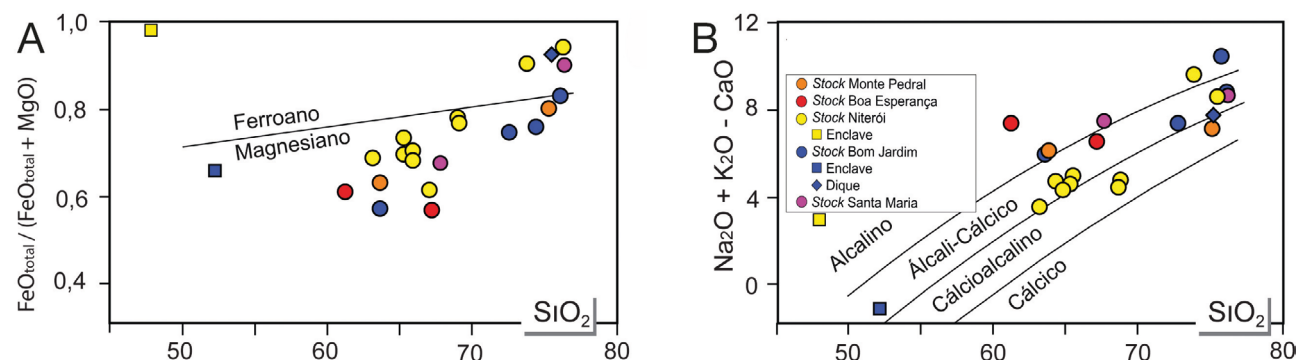 A
FeOtotal / (FeOtotal + MgO)
1,0
0,8
0,6
0,4
Ferroano
Magnesiano
SiO2
50
60
70
80
B
Na2O + K2O - CaO
12
8
4
0
Stock Monte Pedral
Stock Boa Esperança
Stock Niterói
Enclave
Stock Bom Jardim
Enclave
Dique
Stock Santa Maria
Alcalino
Álcali-Cálcico
Cálcioalcalino
Cálcico
SiO2
50
60
70
80